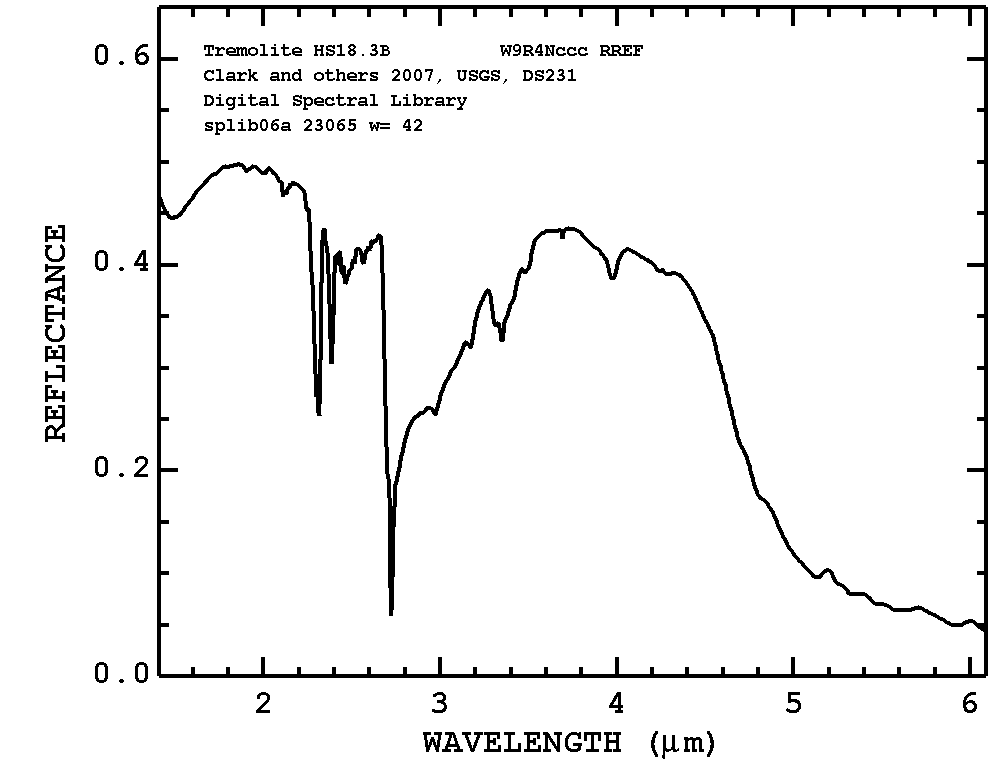 Tremolite HS18.3B W9R4Nccc RREF
Clark and others 2007, USGS, DS231
Digital Spectral Library
splib06a 23065 w= 42
REFLECTANCE
0.6
0.4
0.2
0.0
2 3 4 5 6
WAVELENGTH (μm)